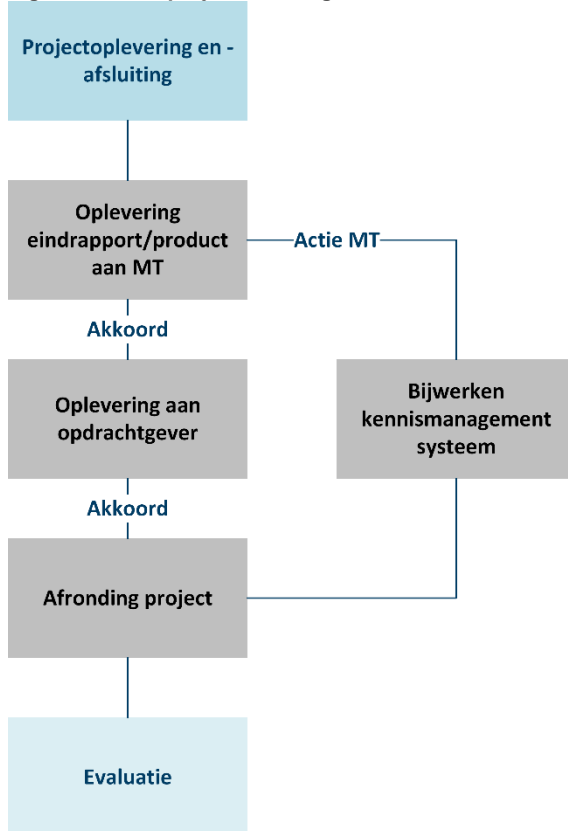 Projectoplevering en -
afsluiting
Oplevering
eindrapport/product
aan MT
Actie MT
Akkoord
Oplevering aan
opdrachtgever
Bijwerken
kennismanagement
systeem
Akkoord
Afronding project
Evaluatie